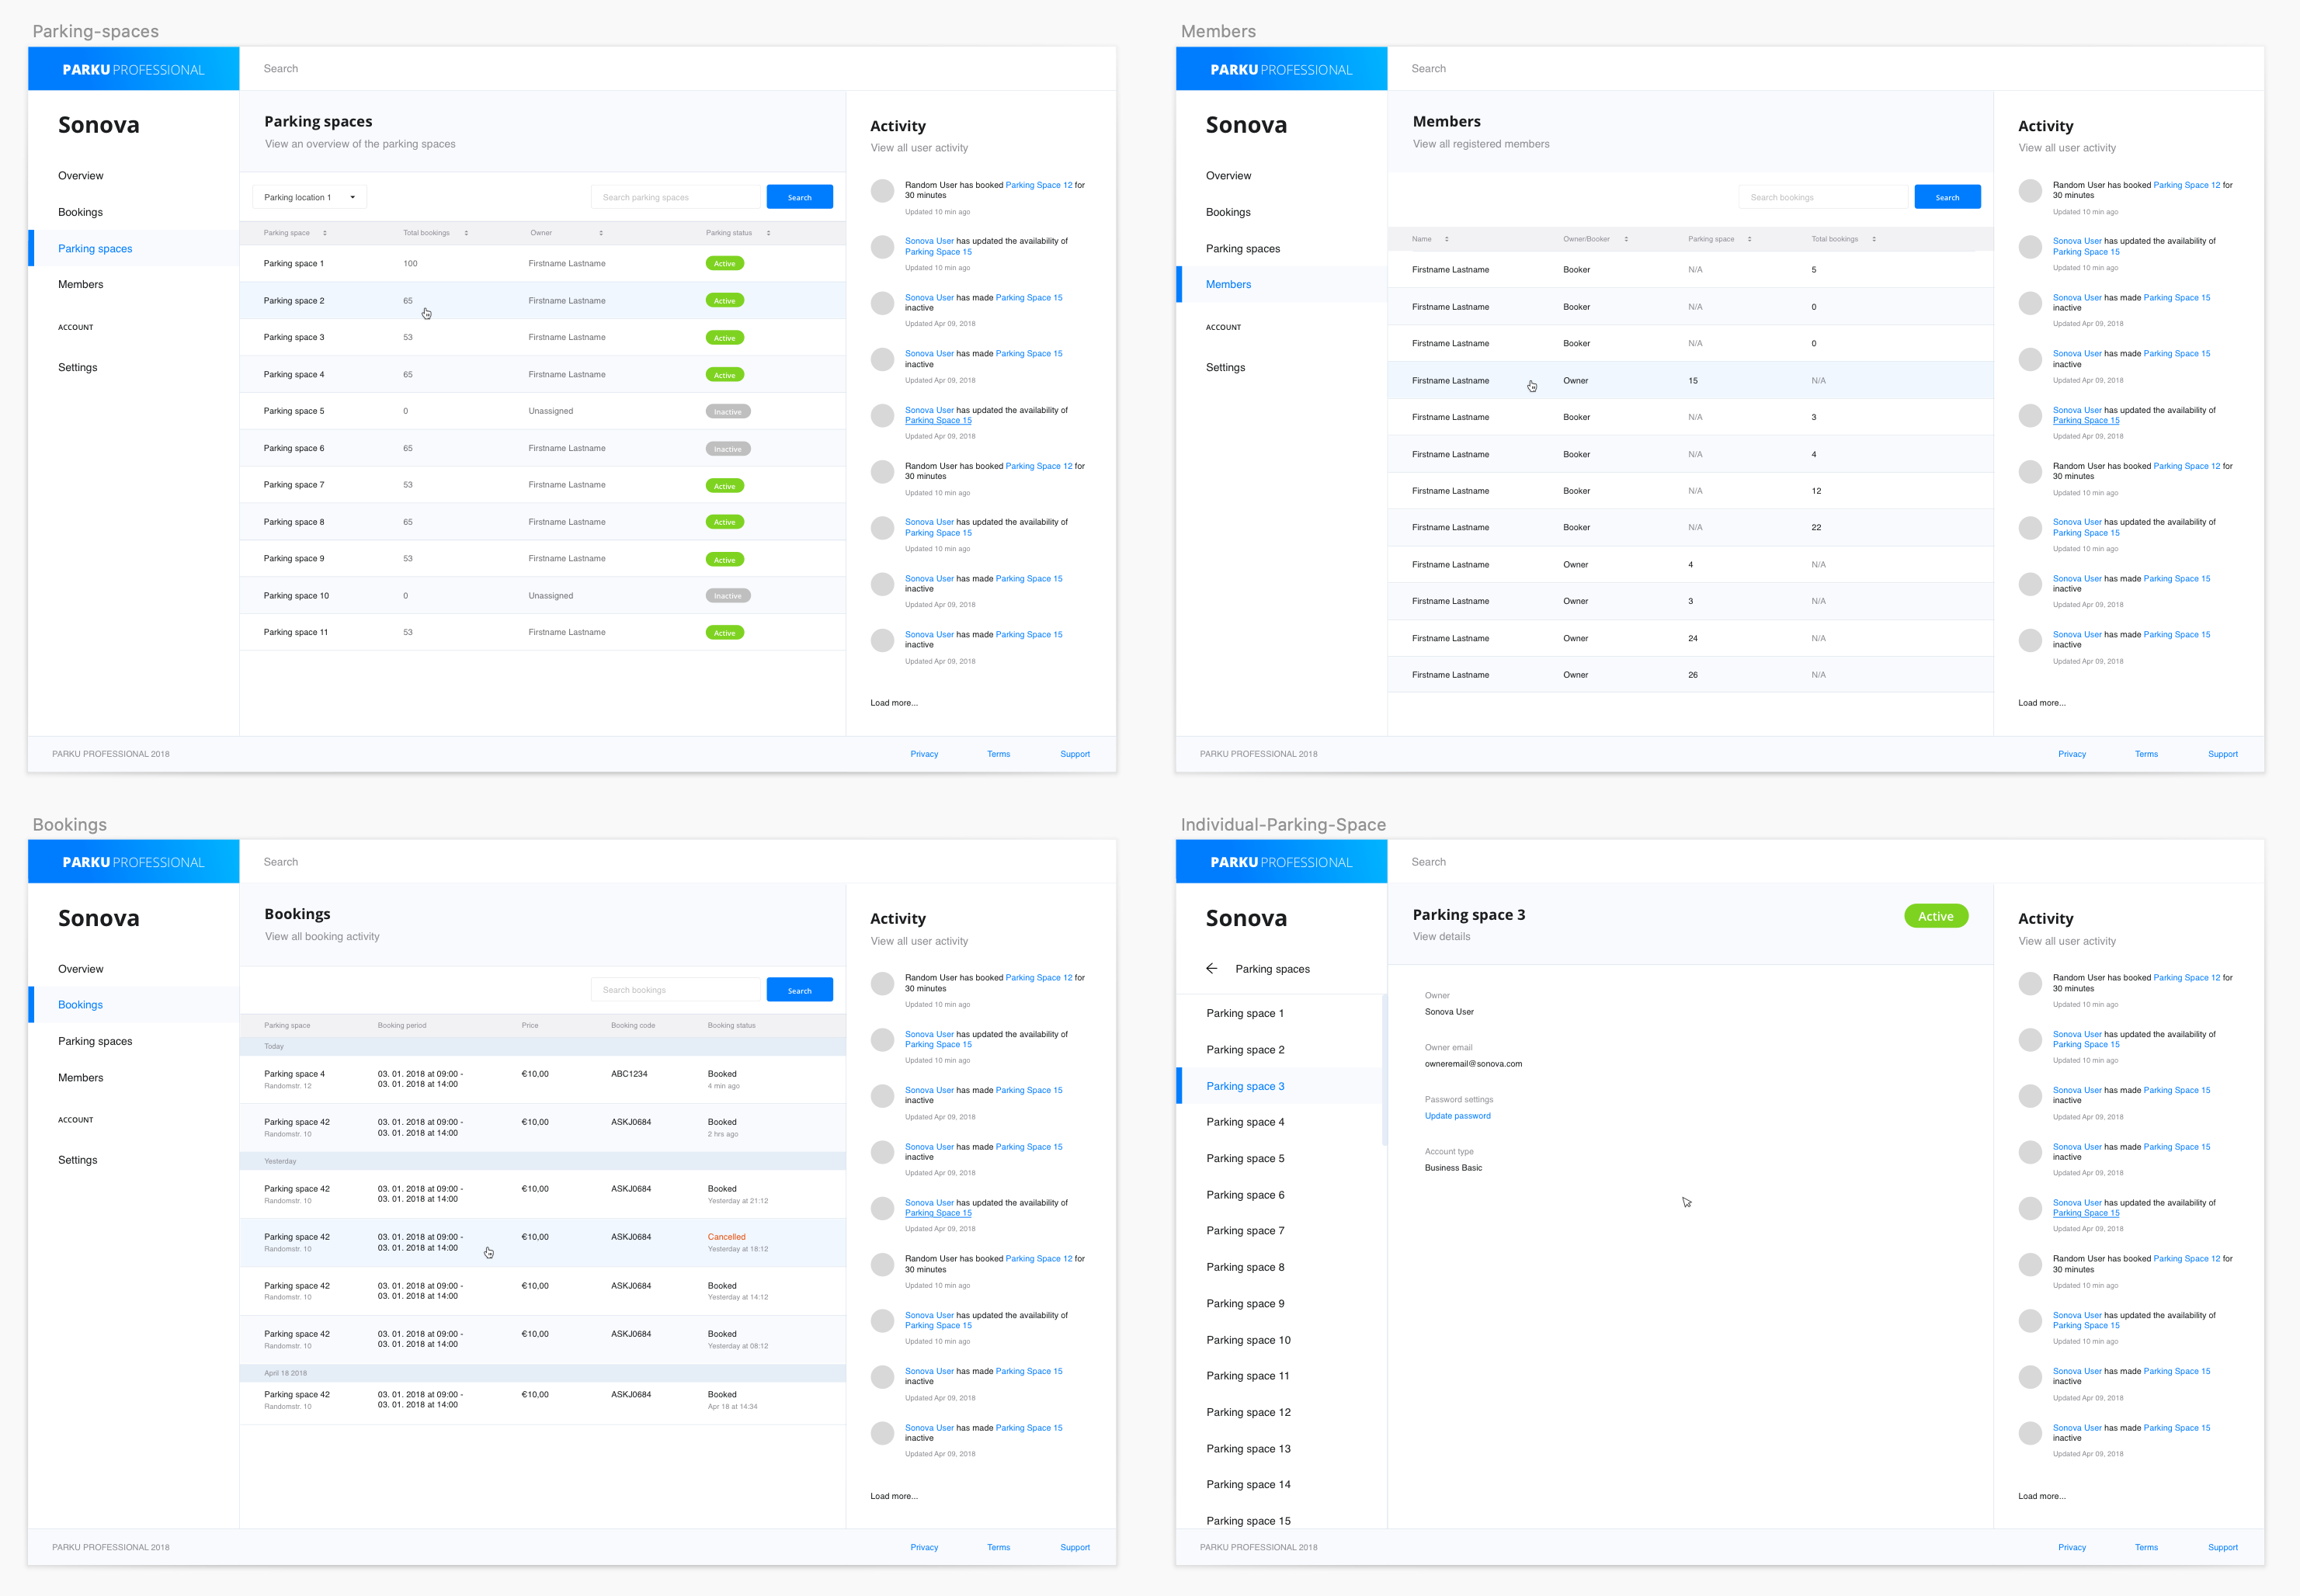 Parking-spaces
PARKU PROFESSIONAL
Search
Sonova
Overview
Bookings
Parking spaces
Members
ACCOUNT
Settings
Parking spaces
View an overview of the parking spaces
Parking location 1
Search parking spaces
Search
Parking space Total bookings Owner Parking status
Parking space 1 100 Firstname Lastname Active
Parking space 2 65 Firstname Lastname Active
Parking space 3 53 Firstname Lastname Active
Parking space 4 65 Firstname Lastname Active
Parking space 5 0 Unassigned Inactive
Parking space 6 65 Firstname Lastname Inactive
Parking space 7 53 Firstname Lastname Active
Parking space 8 65 Firstname Lastname Active
Parking space 9 53 Firstname Lastname Active
Parking space 10 0 Unassigned Inactive
Parking space 11 53 Firstname Lastname Active
Activity
View all user activity
Random User has booked Parking Space 12 for
30 minutes
Updated 10 min ago
Sonova User has updated the availability of
Parking Space 15
Updated 10 min ago
Sonova User has made Parking Space 15
inactive
Updated Apr 09, 2018
Sonova User has made Parking Space 15
inactive
Updated Apr 09, 2018
Sonova User has updated the availability of
Parking Space 15
Updated Apr 09, 2018
Random User has booked Parking Space 12 for
30 minutes
Updated 10 min ago
Sonova User has updated the availability of
Parking Space 15
Updated 10 min ago
Sonova User has made Parking Space 15
inactive
Updated Apr 09, 2018
Sonova User has made Parking Space 15
inactive
Updated Apr 09, 2018
Load more...
PARKU PROFESSIONAL 2018
Privacy Terms Support
Members
PARKU PROFESSIONAL
Search
Sonova
Overview
Bookings
Parking spaces
Members
ACCOUNT
Settings
Members
View all registered members
Search bookings
Search
Name Owner/Booker Parking space Total bookings
Firstname Lastname Booker N/A 5
Firstname Lastname Booker N/A 0
Firstname Lastname Booker N/A 0
Firstname Lastname Owner 15 N/A
Firstname Lastname Booker N/A 3
Firstname Lastname Booker N/A 4
Firstname Lastname Booker N/A 12
Firstname Lastname Booker N/A 22
Firstname Lastname Owner 4 N/A
Firstname Lastname Owner 3 N/A
Firstname Lastname Owner 24 N/A
Firstname Lastname Owner 26 N/A
Activity
View all user activity
Random User has booked Parking Space 12 for
30 minutes
Updated 10 min ago
Sonova User has updated the availability of
Parking Space 15
Updated 10 min ago
Sonova User has made Parking Space 15
inactive
Updated Apr 09, 2018
Sonova User has made Parking Space 15
inactive
Updated Apr 09, 2018
Sonova User has updated the availability of
Parking Space 15
Updated Apr 09, 2018
Random User has booked Parking Space 12 for
30 minutes
Updated 10 min ago
Sonova User has updated the availability of
Parking Space 15
Updated 10 min ago
Sonova User has made Parking Space 15
inactive
Updated Apr 09, 2018
Sonova User has made Parking Space 15
inactive
Updated Apr 09, 2018
Load more...
PARKU PROFESSIONAL 2018
Privacy Terms Support
Bookings
PARKU PROFESSIONAL
Search
Sonova
Overview
Bookings
Parking spaces
Members
ACCOUNT
Settings
Bookings
View all booking activity
Search bookings
Search
Parking space Booking period Price Booking code Booking status
Today
Parking space 4 03. 01. 2018 at 09:00 - €10,00 ABC1234 Booked
Randomstr. 12 03. 01. 2018 at 14:00 4 min ago
Parking space 42 03. 01. 2018 at 09:00 - €10,00 ASKJ0684 Booked
Randomstr. 10 03. 01. 2018 at 14:00 2 hrs ago
Yesterday
Parking space 42 03. 01. 2018 at 09:00 - €10,00 ASKJ0684 Booked
Randomstr. 10 03. 01. 2018 at 14:00 Yesterday at 21:12
Parking space 42 03. 01. 2018 at 09:00 - €10,00 ASKJ0684 Cancelled
Randomstr. 10 03. 01. 2018 at 14:00 Yesterday at 18:12
Parking space 42 03. 01. 2018 at 09:00 - €10,00 ASKJ0684 Booked
Randomstr. 10 03. 01. 2018 at 14:00 Yesterday at 14:12
Parking space 42 03. 01. 2018 at 09:00 - €10,00 ASKJ0684 Booked
Randomstr. 10 03. 01. 2018 at 14:00 Yesterday at 08:12
April 18 2018
Parking space 42 03. 01. 2018 at 09:00 - €10,00 ASKJ0684 Booked
Randomstr. 10 03. 01. 2018 at 14:00 Apr 18 at 14:34
Activity
View all user activity
Random User has booked Parking Space 12 for
30 minutes
Updated 10 min ago
Sonova User has updated the availability of
Parking Space 15
Updated 10 min ago
Sonova User has made Parking Space 15
inactive
Updated Apr 09, 2018
Sonova User has made Parking Space 15
inactive
Updated Apr 09, 2018
Sonova User has updated the availability of
Parking Space 15
Updated Apr 09, 2018
Random User has booked Parking Space 12 for
30 minutes
Updated 10 min ago
Sonova User has updated the availability of
Parking Space 15
Updated 10 min ago
Sonova User has made Parking Space 15
inactive
Updated Apr 09, 2018
Sonova User has made Parking Space 15
inactive
Updated Apr 09, 2018
Load more...
PARKU PROFESSIONAL 2018
Privacy Terms Support
Individual-Parking-Space
PARKU PROFESSIONAL
Search
Sonova
Parking spaces
Parking space 1
Parking space 2
Parking space 3
Parking space 4
Parking space 5
Parking space 6
Parking space 7
Parking space 8
Parking space 9
Parking space 10
Parking space 11
Parking space 12
Parking space 13
Parking space 14
Parking space 15
Parking space 3
View details
Active
Owner
Sonova User
Owner email
owneremail@sonova.com
Password settings
Update password
Account type
Business Basic
Activity
View all user activity
Random User has booked Parking Space 12 for
30 minutes
Updated 10 min ago
Sonova User has updated the availability of
Parking Space 15
Updated 10 min ago
Sonova User has made Parking Space 15
inactive
Updated Apr 09, 2018
Sonova User has made Parking Space 15
inactive
Updated Apr 09, 2018
Sonova User has updated the availability of
Parking Space 15
Updated Apr 09, 2018
Random User has booked Parking Space 12 for
30 minutes
Updated 10 min ago
Sonova User has updated the availability of
Parking Space 15
Updated 10 min ago
Sonova User has made Parking Space 15
inactive
Updated Apr 09, 2018
Sonova User has made Parking Space 15
inactive
Updated Apr 09, 2018
Load more...
PARKU PROFESSIONAL 2018
Privacy Terms Support